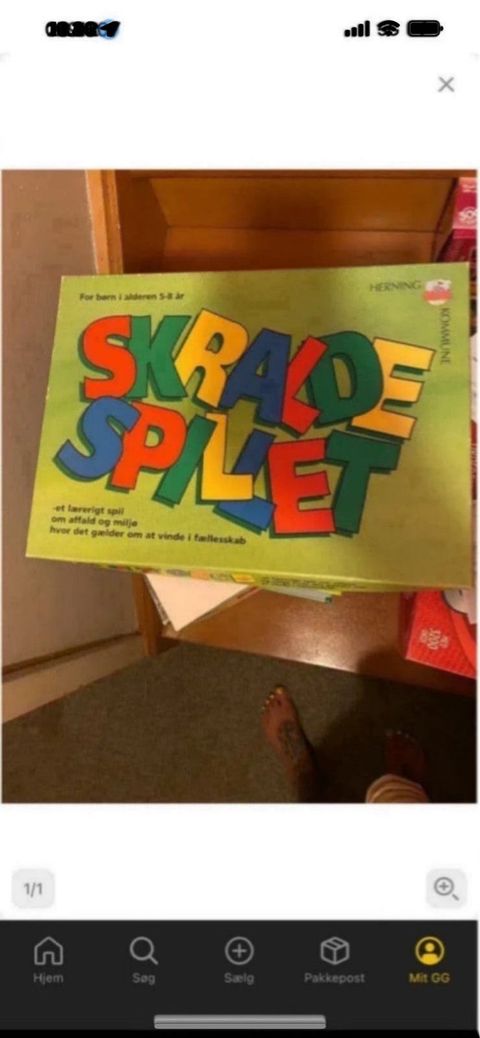 For børn i alderen 5-8 år
HERNING
KOMMUNE
SKRALDE
SPILLET
-et lærerigt spil
om affald og miljø
hvor det gælder om at vinde i fællesskab
1/1
Hjem
Søg
Sælg
Pakkepost
Mit GG